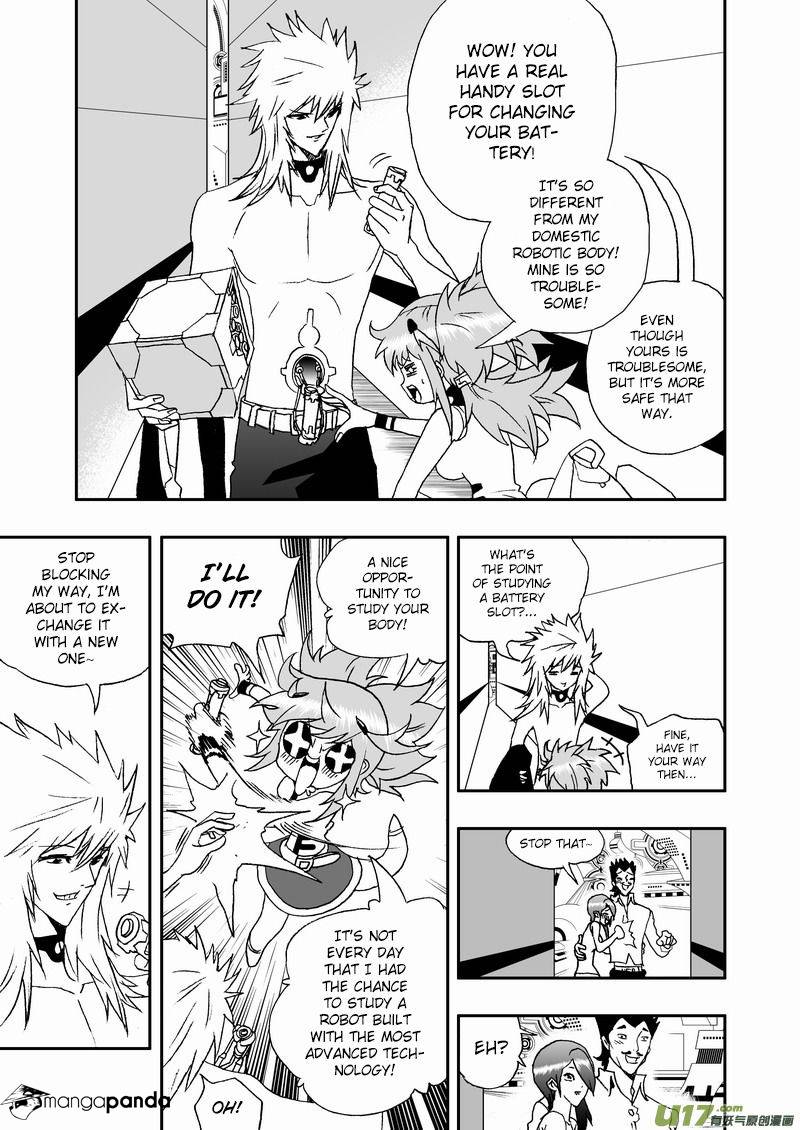 WOW! YOU
HAVE A REAL
HANDY SLOT
FOR CHANGING
YOUR BAT-
TERY!
IT'S SO
DIFFERENT
FROM MY
DOMESTIC
ROBOTIC BODY!
MINE IS SO
TROUBLE-
SOME!
EVEN
THOUGH
YOURS IS
TROUBLESOME,
BUT IT'S MORE
SAFE THAT
WAY.
STOP
BLOCKING
MY WAY, I'M
ABOUT TO EX-
CHANGE IT
WITH A NEW
ONE~
I'LL
DO IT!
A NICE
OPPOR-
TUNITY TO
STUDY YOUR
BODY!
IT'S NOT
EVERY DAY
THAT I HAD
THE CHANCE
TO STUDY A
ROBOT BUILT
WITH THE MOST
ADVANCED TECH-
NOLOGY!
OH!
WHAT'S
THE POINT
OF STUDYING
A BATTERY
SLOT?...
FINE,
HAVE IT
YOUR WAY
THEN...
STOP THAT~
EH?
mangapanda
U17.com
有妖气原创漫画